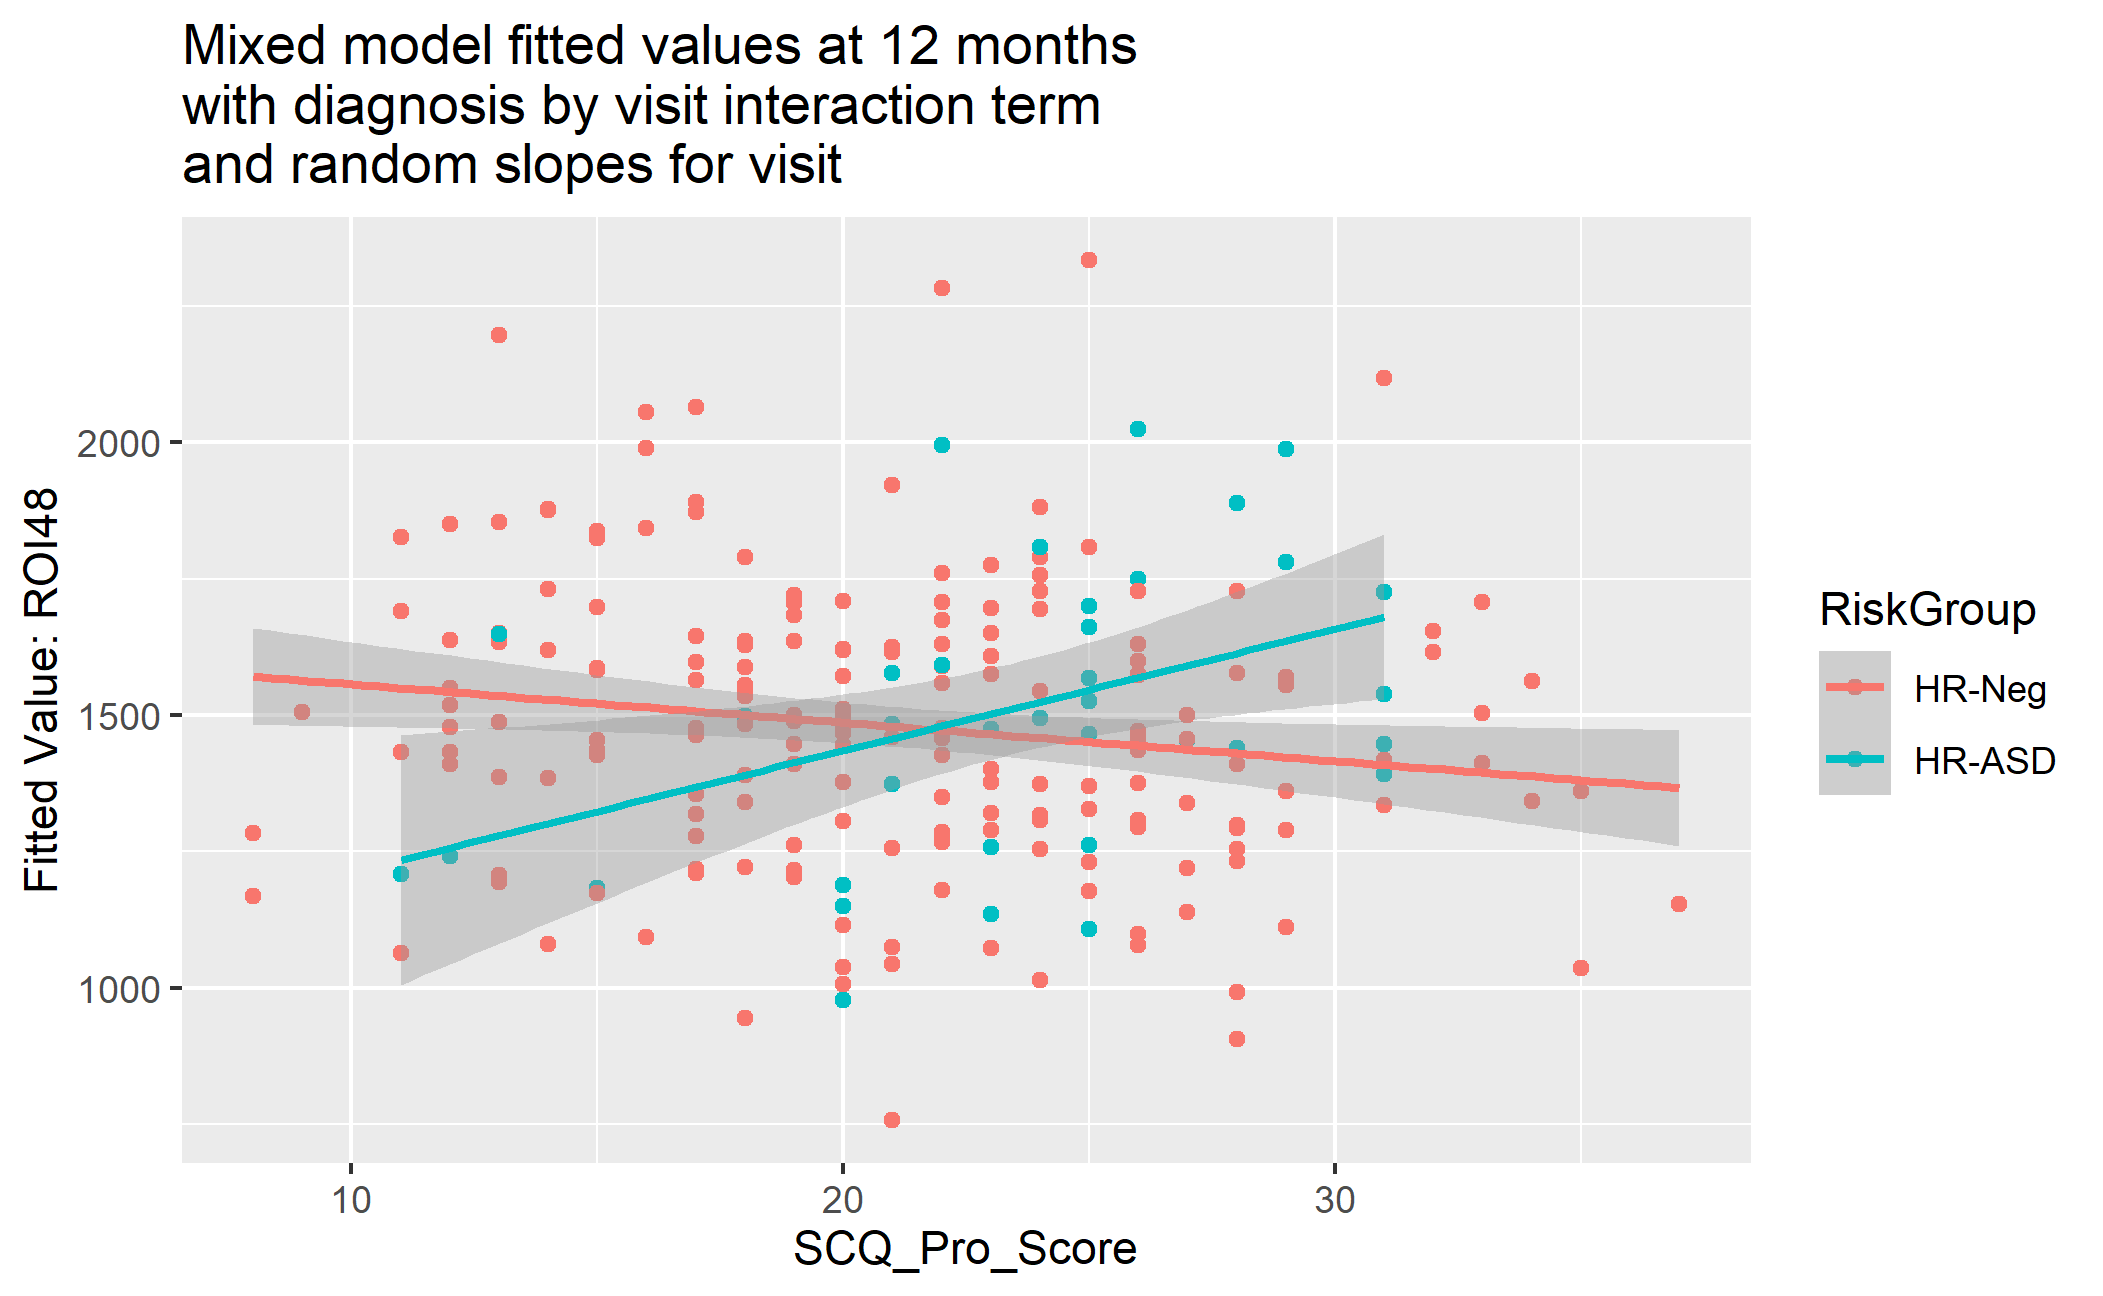 Mixed model fitted values at 12 months
with diagnosis by visit interaction term
and random slopes for visit
Fitted Value: ROI48
2000
1500
1000
10
20
30
SCQ_Pro_Score
RiskGroup
HR-Neg
HR-ASD